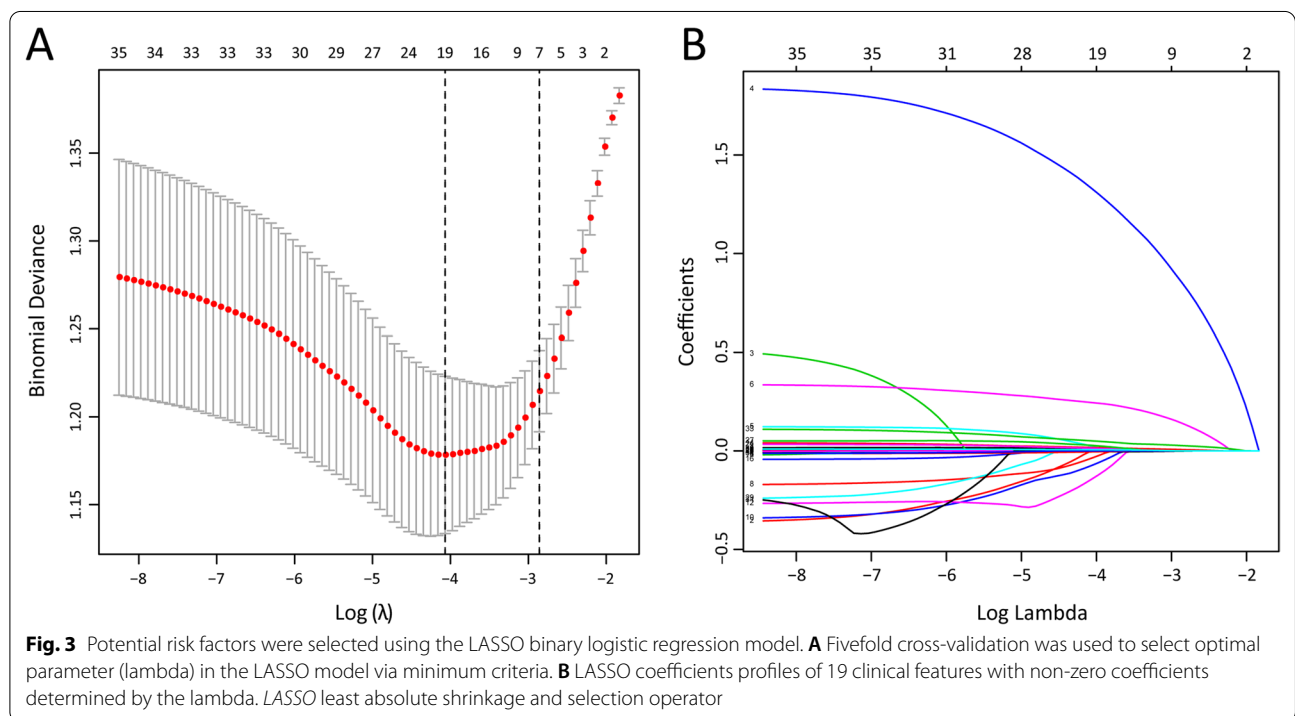 A
35 34 33 33 33 30 29 27 24 19 16 9 7 5 3 2
Binomial Deviance
1.35
1.30
1.25
1.20
1.15
−8 −7 −6 −5 −4 −3 −2
Log (λ)
B
35 35 31 28 19 9 2
Coefficients
1.5
1.0
0.5
0.0
−0.5
4
3
6
5
8
12
10
2
−8 −7 −6 −5 −4 −3 −2
Log Lambda
Fig. 3 Potential risk factors were selected using the LASSO binary logistic regression model. A Fivefold cross-validation was used to select optimal
parameter (lambda) in the LASSO model via minimum criteria. B LASSO coefficients profiles of 19 clinical features with non-zero coefficients
determined by the lambda. LASSO least absolute shrinkage and selection operator